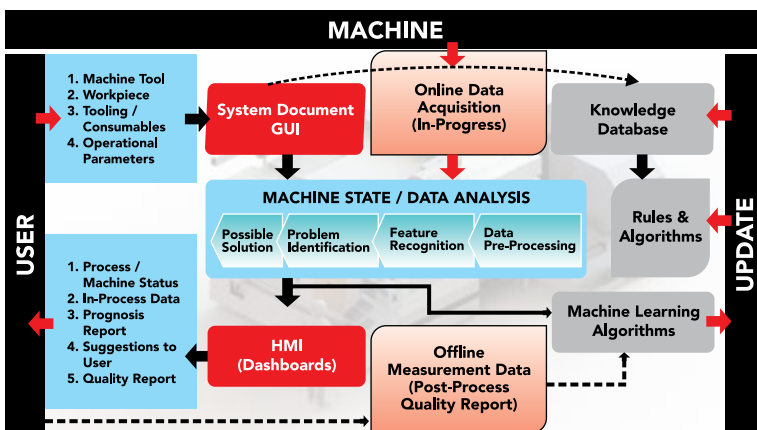 MACHINE
1. Machine Tool
2. Workpiece
3. Tooling /
Consumables
4. Operational
Parameters
System Document
GUI
Online Data
Acquisition
(In-Progress)
Knowledge
Database
USER
UPDATE
MACHINE STATE / DATA ANALYSIS
Possible
Solution
Problem
Identification
Feature
Recognition
Data
Pre-Processing
Rules &
Algorithms
1. Process /
Machine Status
2. In-Process Data
3. Prognosis
Report
4. Suggestions to
User
5. Quality Report
HMI
(Dashboards)
Offline
Measurement Data
(Post-Process
Quality Report)
Machine Learning
Algorithms